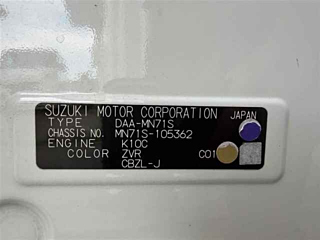 SUZUKI MOTOR CORPORATION
JAPAN
TYPE DAA-MN71S
CHASSIS NO. MN71S-105362
ENGINE K10C
COLOR ZVR C01
CBZL-J